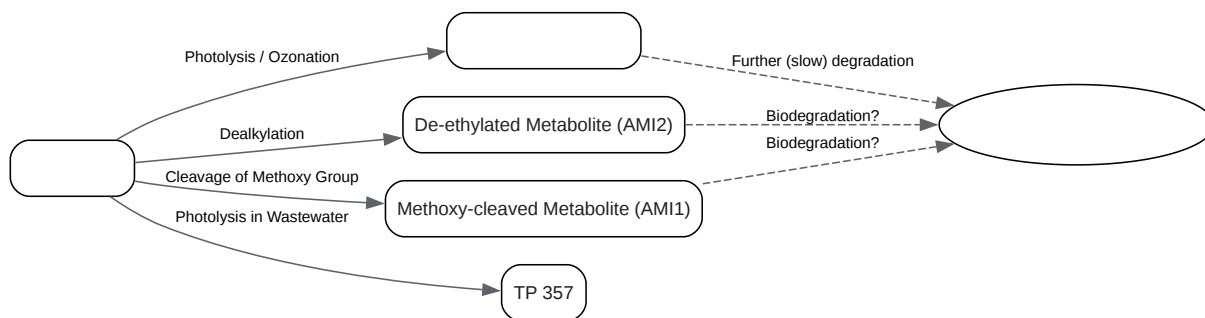 Photolysis / Ozonation
Further (slow) degradation
Dealkylation
De-ethylated Metabolite (AMI2)
Biodegradation?
Cleavage of Methoxy Group
Methoxy-cleaved Metabolite (AMI1)
Biodegradation?
Photolysis in Wastewater
TP 357